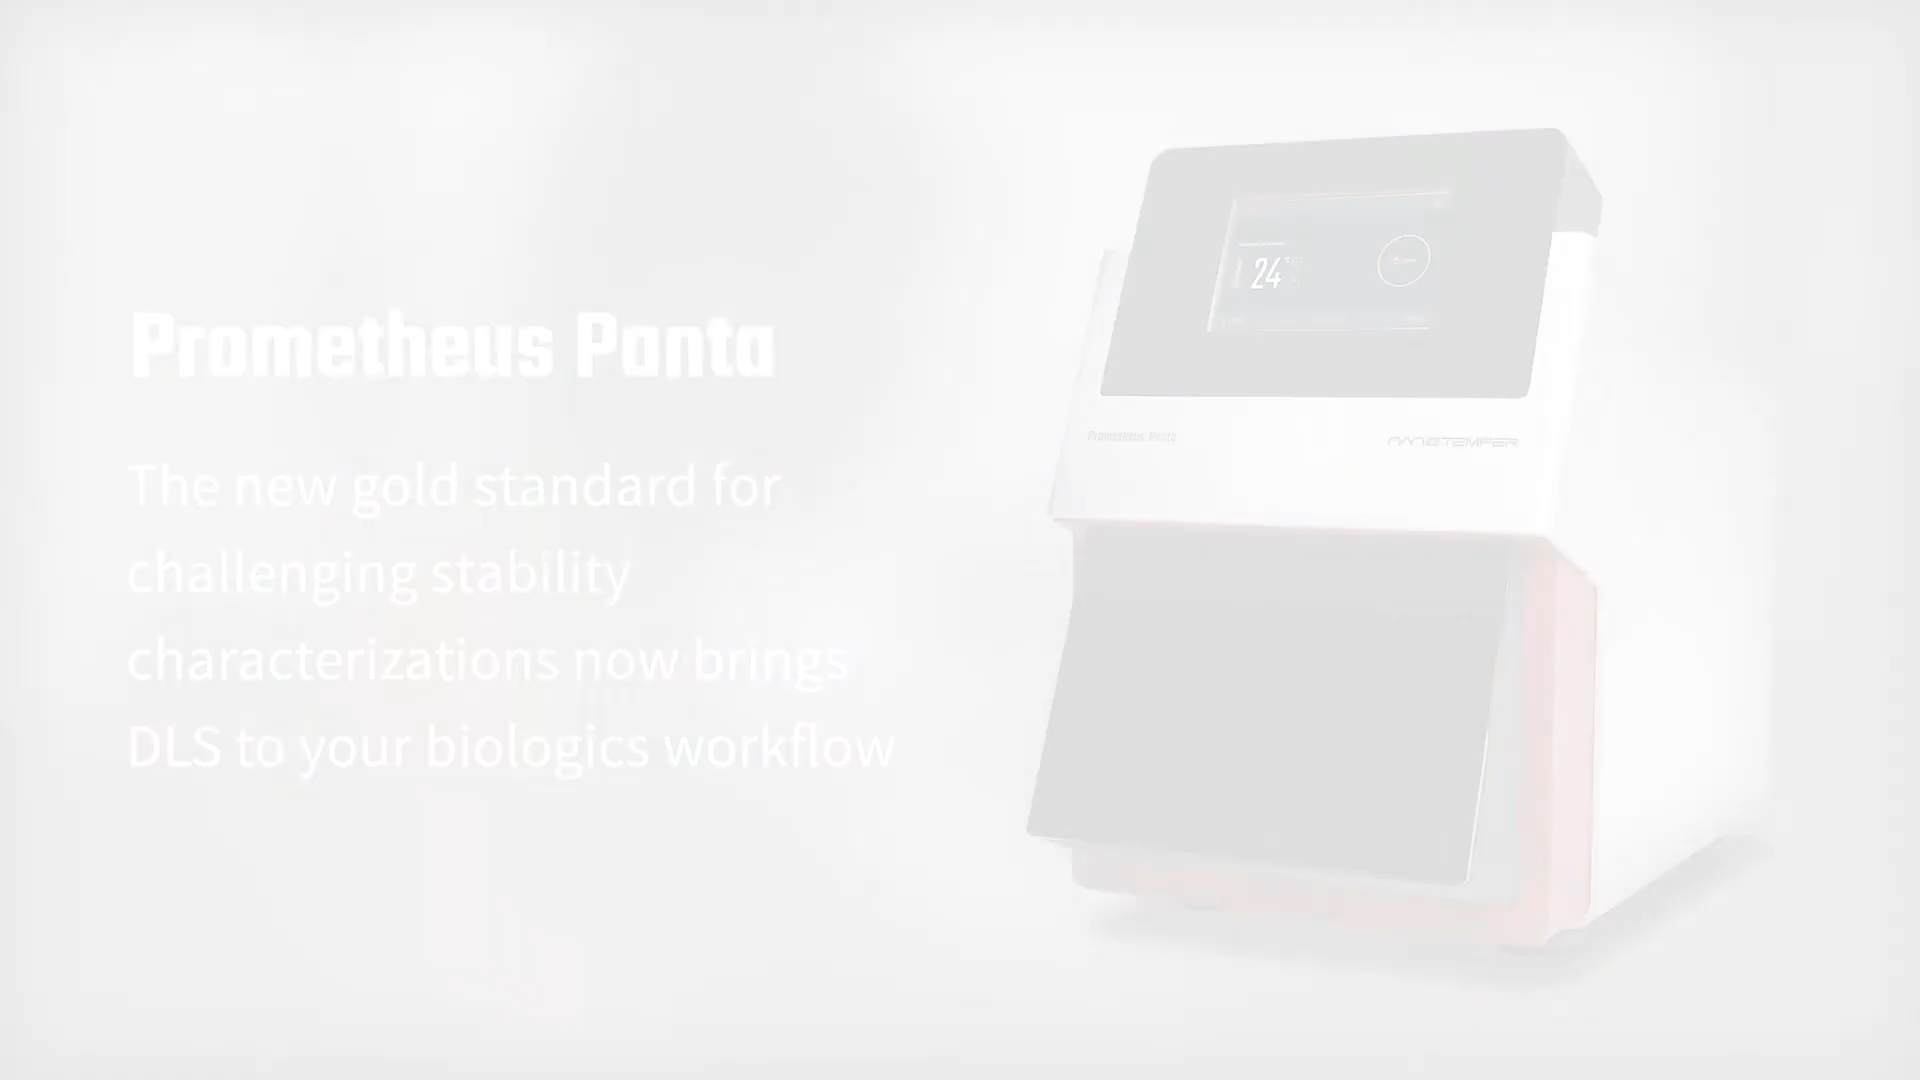 Prometheus Panta
The new gold standard for
challenging stability
characterizations now brings
DLS to your biologics workflow
24°
Prometheus Panta
NANOTEMPER